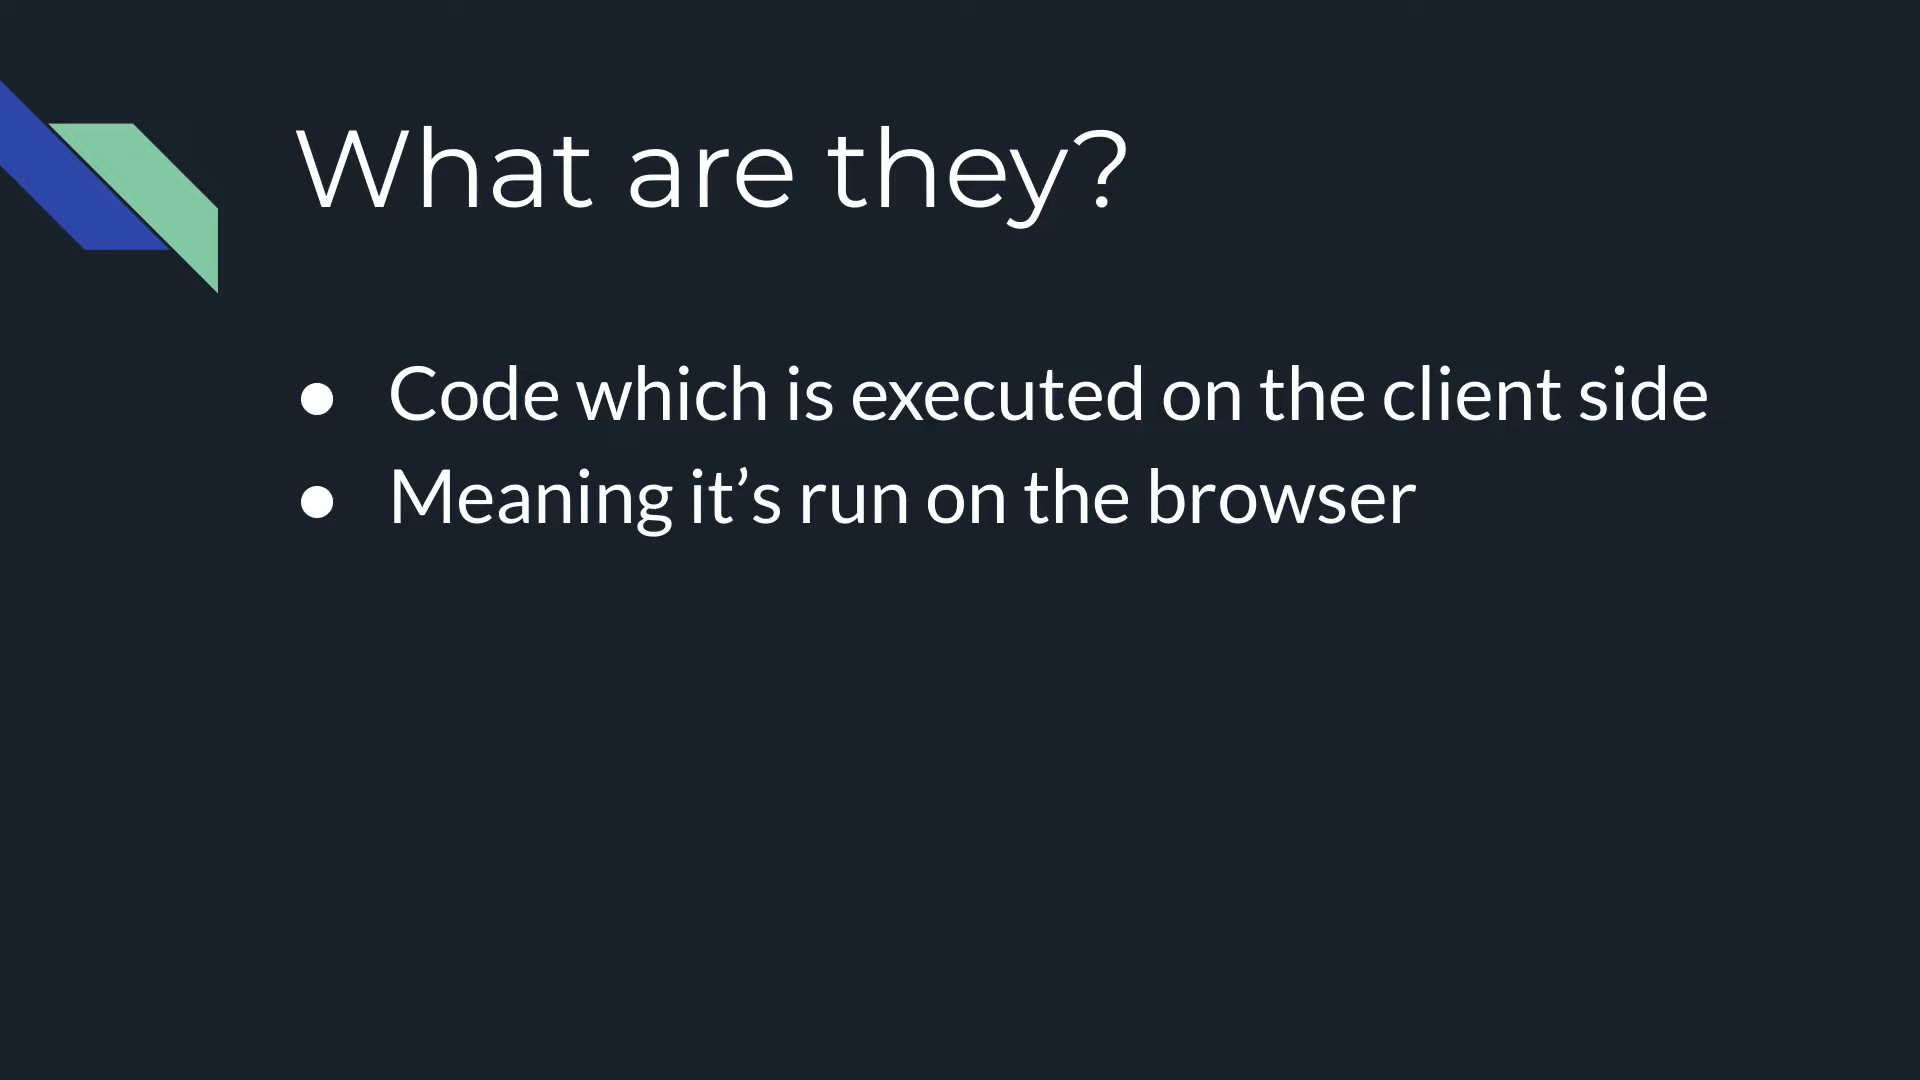 What are they?
● Code which is executed on the client side
● Meaning it’s run on the browser